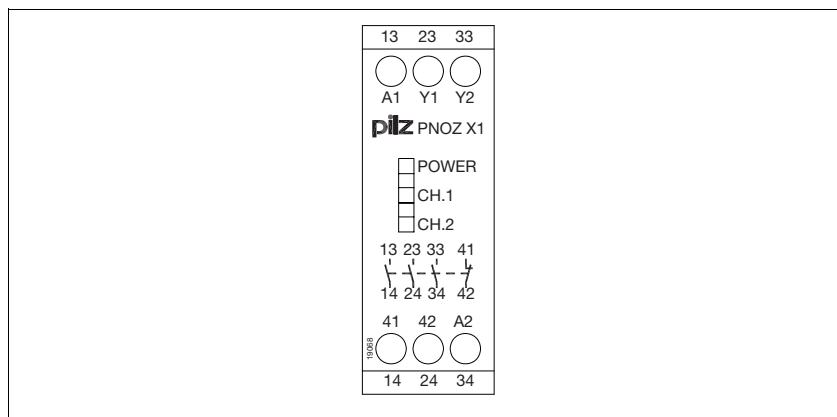 13 23 33
A1 Y1 Y2
pilz PNOZ X1
POWER
CH.1
CH.2
13 23 33 41
14 24 34 42
41 42 A2
19068
14 24 34